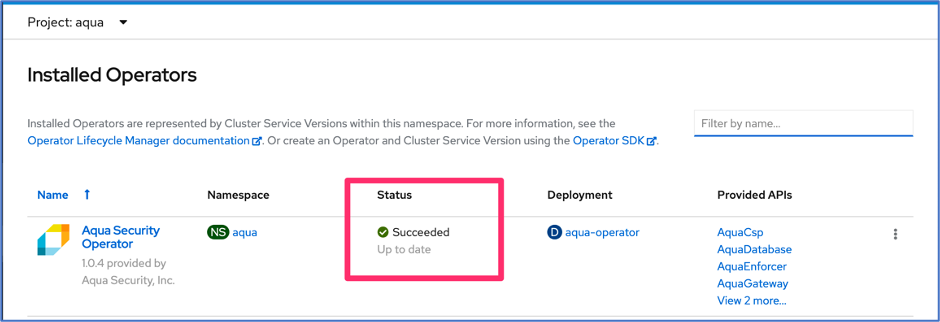 Project: aqua
Installed Operators
Installed Operators are represented by Cluster Service Versions within this namespace. For more information, see the
Operator Lifecycle Manager documentation. Or create an Operator and Cluster Service Version using the Operator SDK.
Filter by name...
Name Namespace Status Deployment Provided APIs
Aqua Security
Operator
1.0.4 provided by
Aqua Security, Inc.
NS aqua
Succeeded
Up to date
D aqua-operator
AquaCsp
AquaDatabase
AquaEnforcer
AquaGateway
View 2 more...